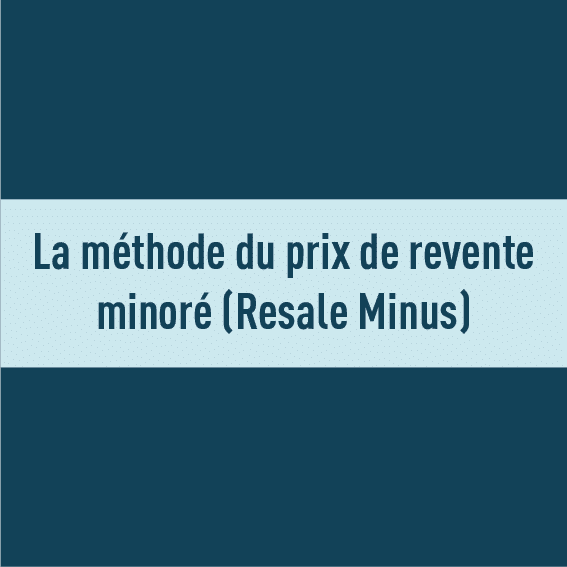 La méthode du prix de revente
minoré (Resale Minus)